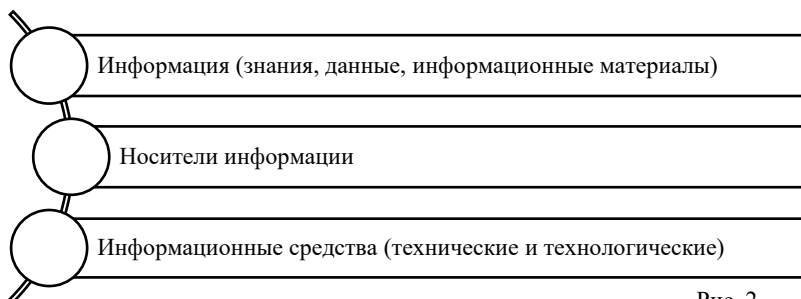 Информация (знания, данные, информационные материалы)
Носители информации
Информационные средства (технические и технологические)
Рис. 2